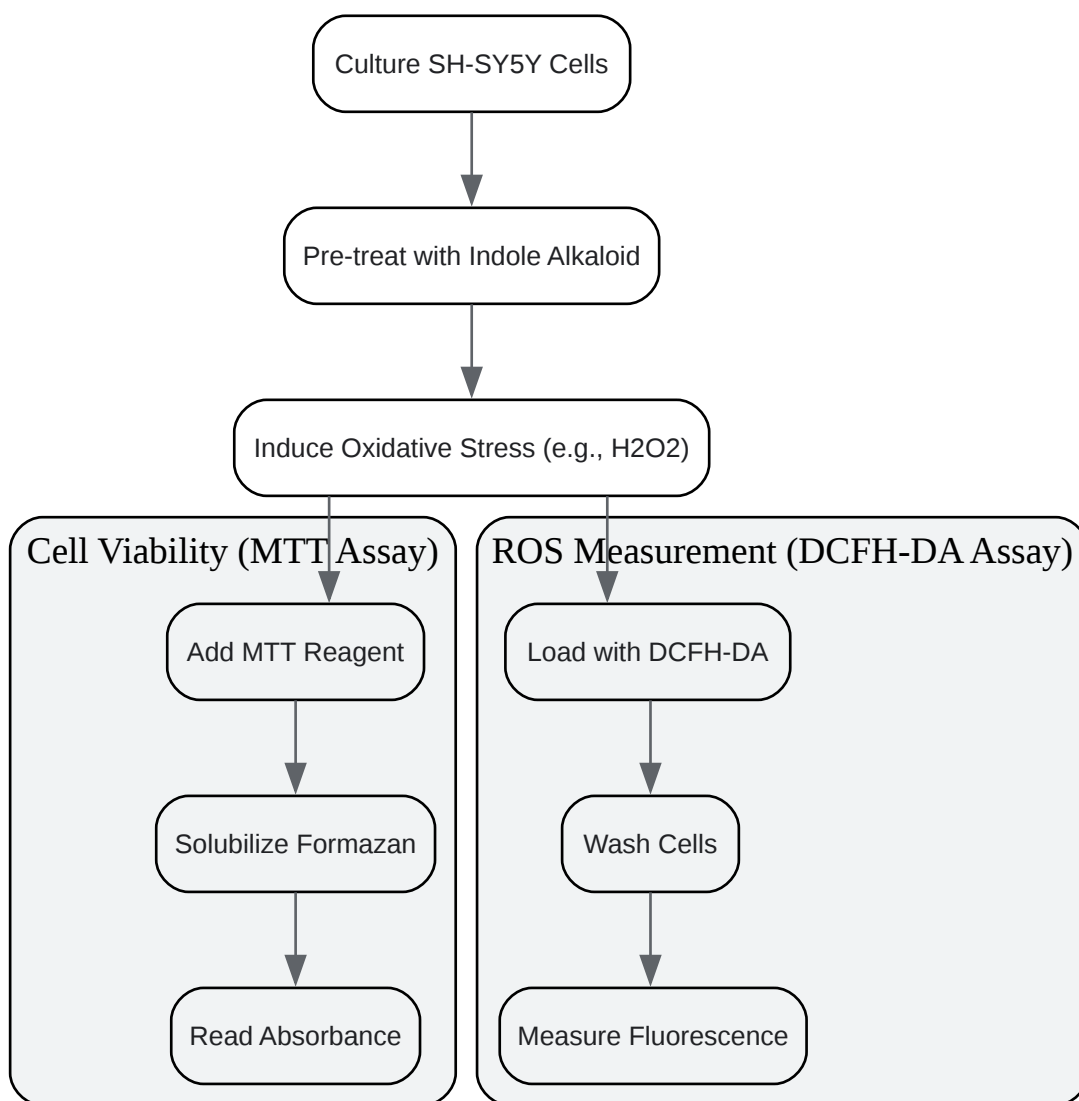 Culture SH-SY5Y Cells
Pre-treat with Indole Alkaloid
Induce Oxidative Stress (e.g., H2O2)
Cell Viability (MTT Assay)
Add MTT Reagent
Solubilize Formazan
Read Absorbance
ROS Measurement (DCFH-DA Assay)
Load with DCFH-DA
Wash Cells
Measure Fluorescence